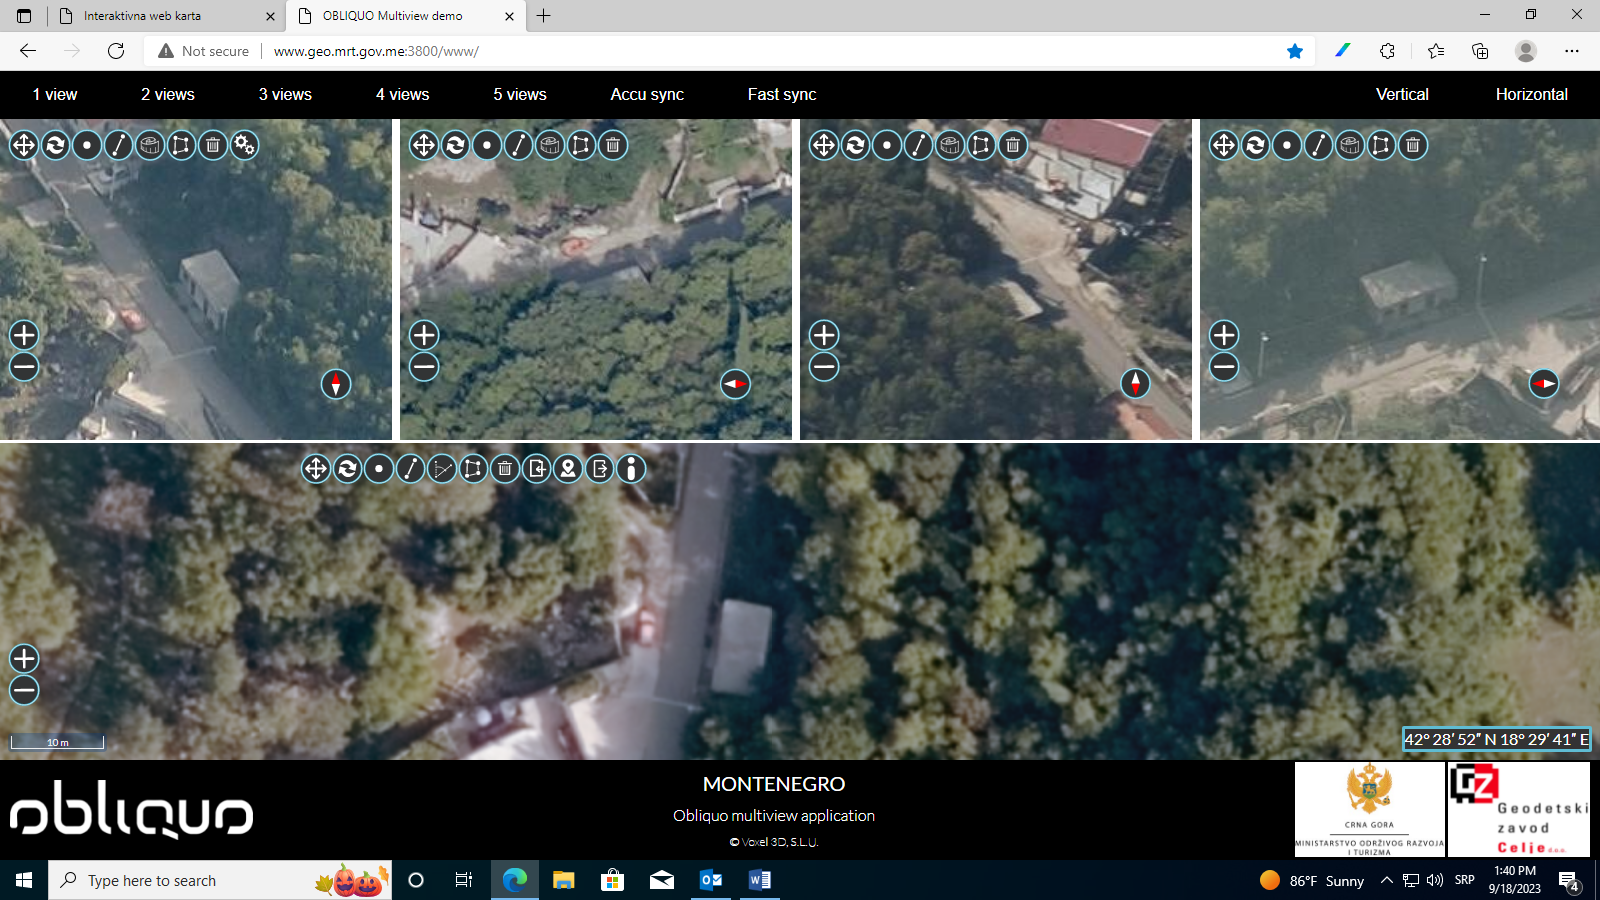 Interaktivna web karta
OBLIQUO Multiview demo
Not secure
www.geo.mrt.gov.me:3800/www/
1 view
2 views
3 views
4 views
5 views
Accu sync
Fast sync
Vertical
Horizontal
10 m
42° 28′ 52″ N 18° 29′ 41″ E
obliquo
MONTENEGRO
Obliquo multiview application
© Voxel 3D, S.L.U.
CRNA GORA
MINISTARSTVO ODRŽIVOG RAZVOJA
I TURIZMA
GZ
Geodetski
zavod
Celje d.o.o.
Type here to search
86°F Sunny
SRP
1:40 PM
9/18/2023
4